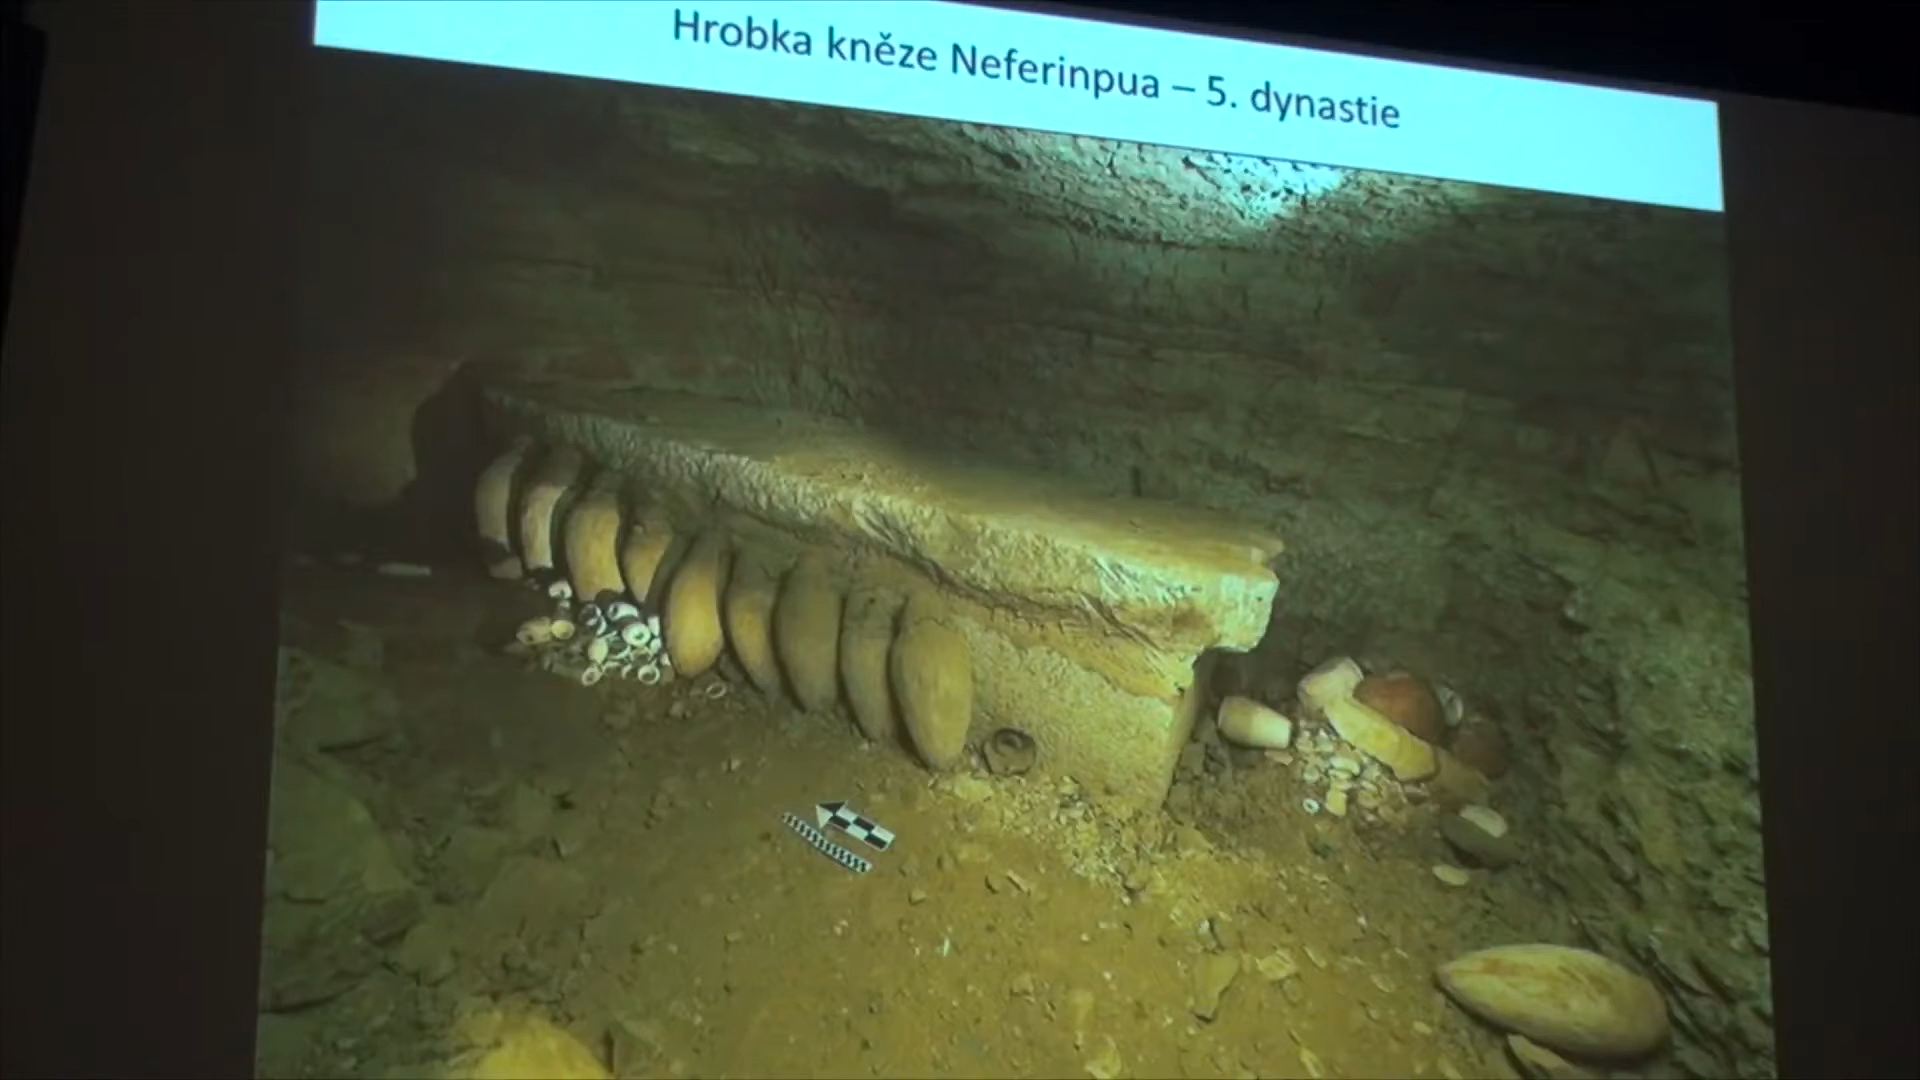 Hrobka kněze Neferinpua – 5. dynastie